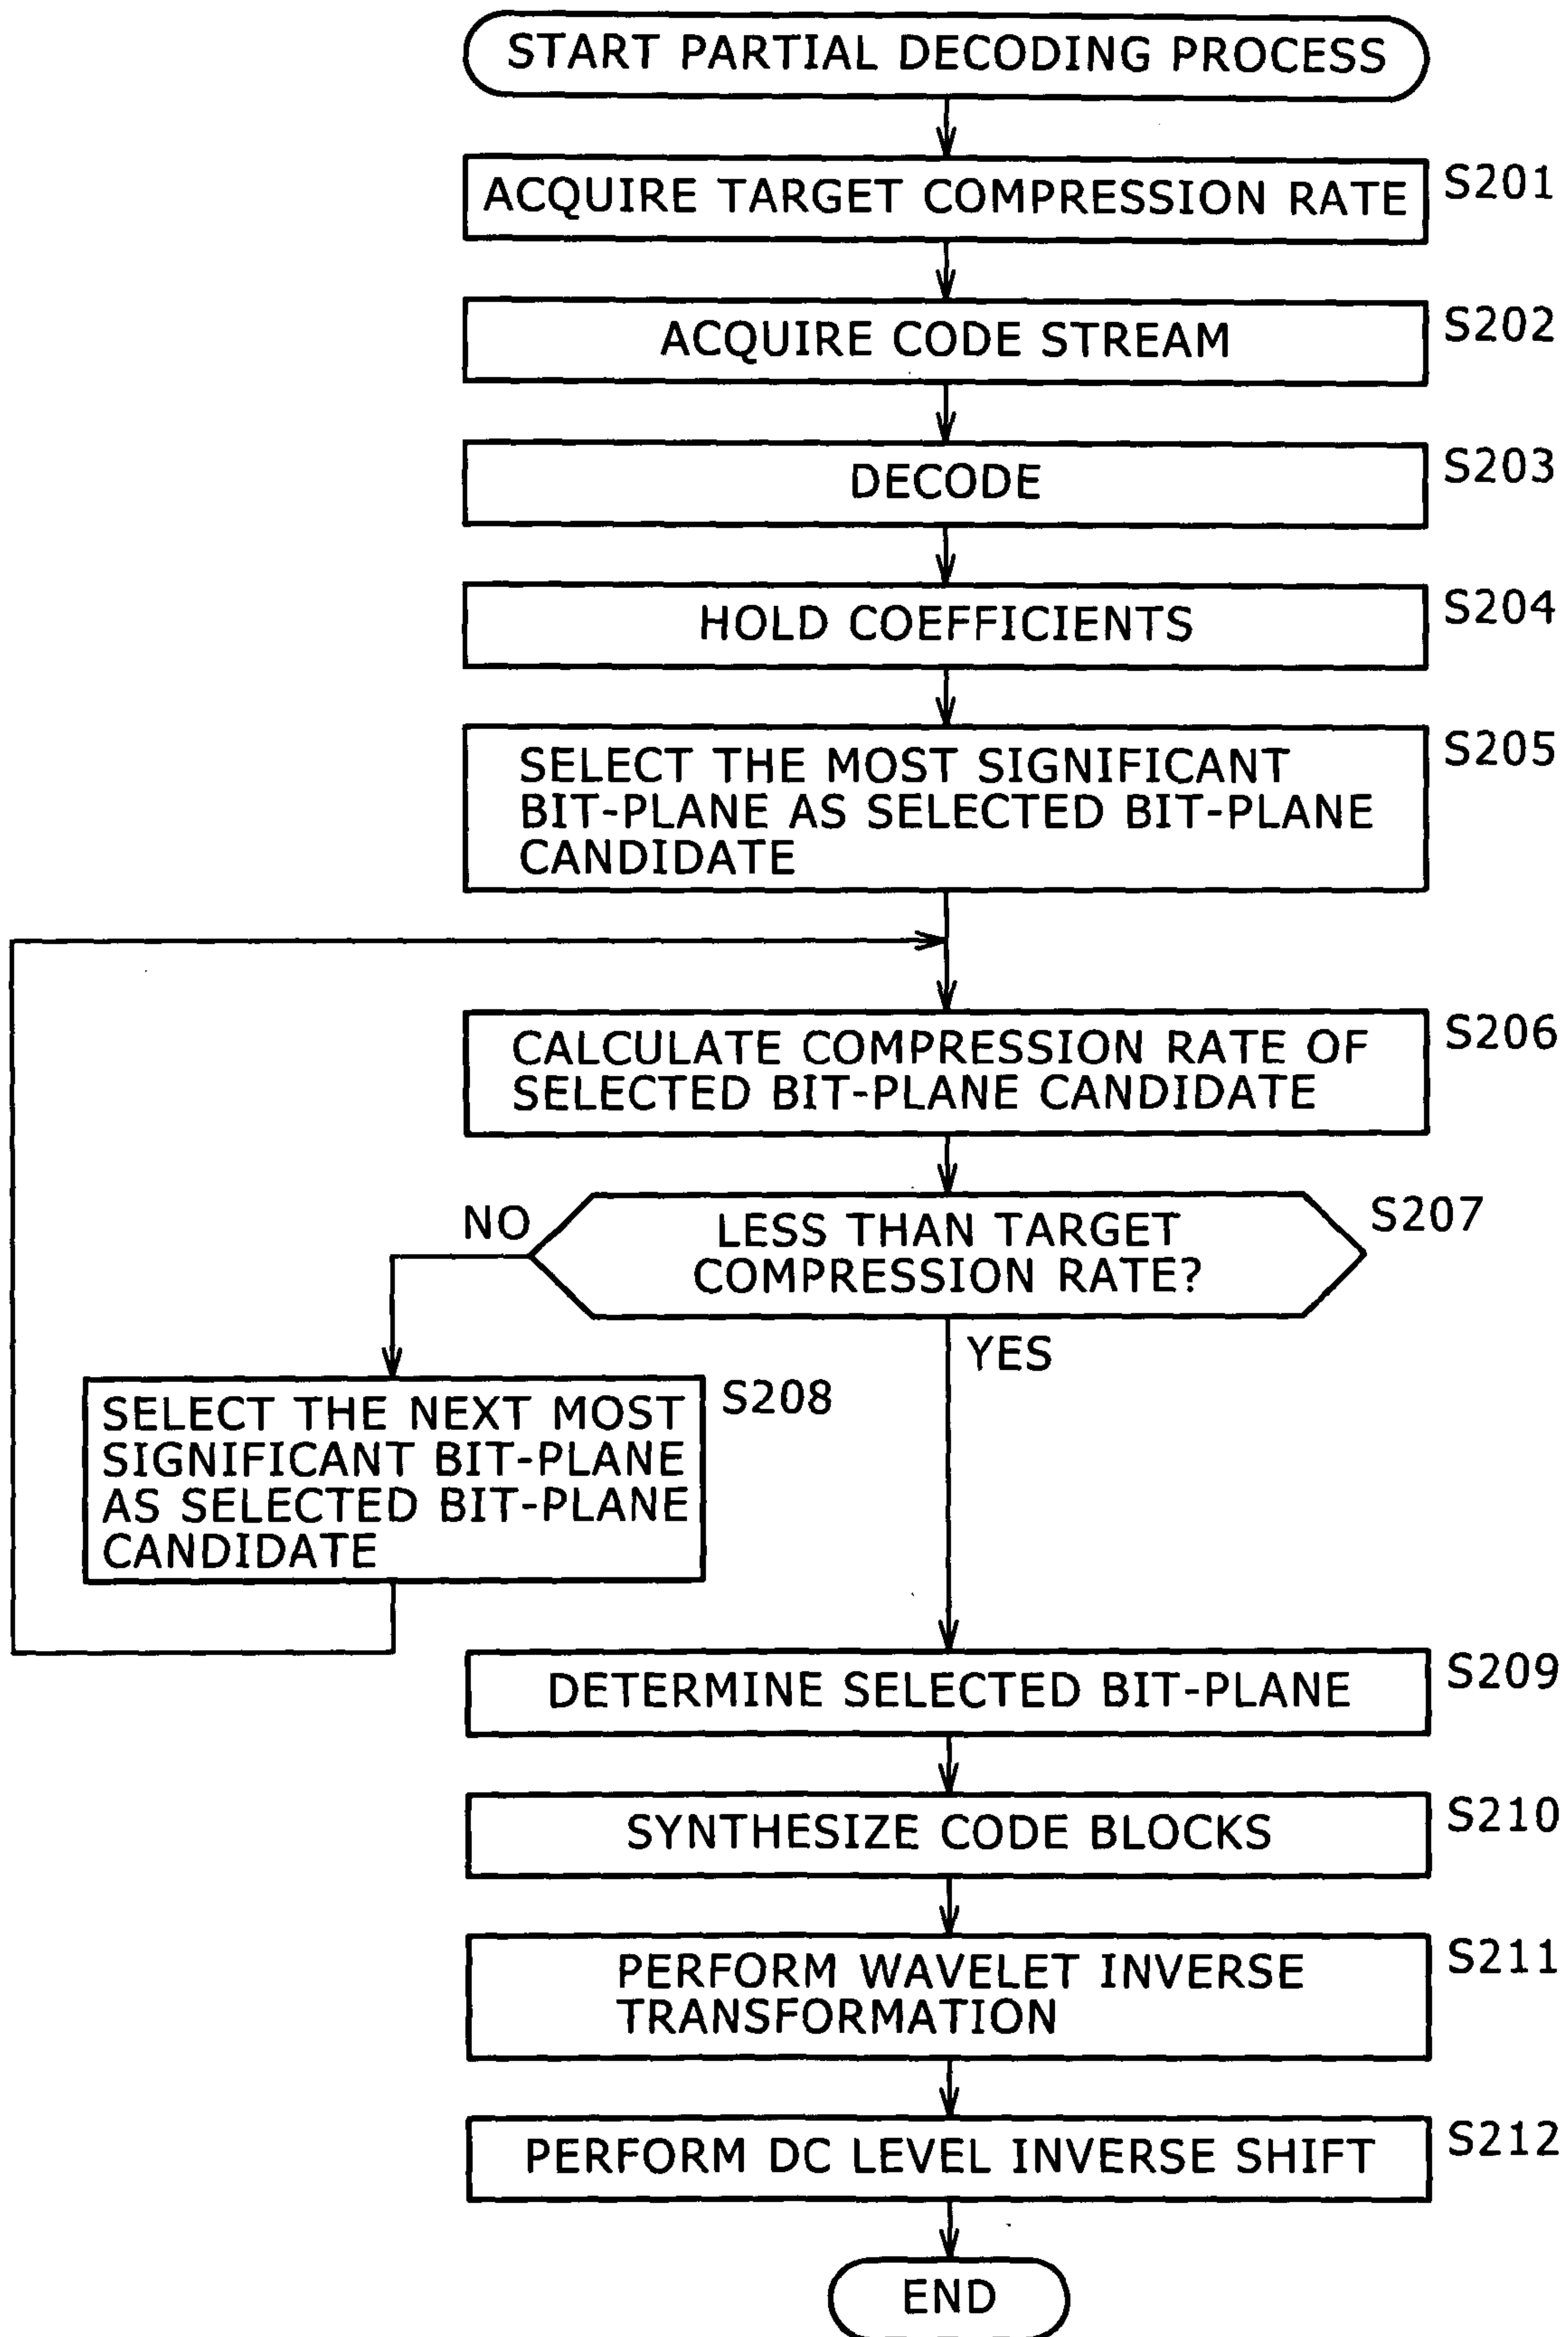 START PARTIAL DECODING PROCESS
ACQUIRE TARGET COMPRESSION RATE
S201
ACQUIRE CODE STREAM
S202
DECODE
S203
HOLD COEFFICIENTS
S204
SELECT THE MOST SIGNIFICANT
BIT-PLANE AS SELECTED BIT-PLANE
CANDIDATE
S205
CALCULATE COMPRESSION RATE OF
SELECTED BIT-PLANE CANDIDATE
S206
LESS THAN TARGET
COMPRESSION RATE?
S207
NO
YES
SELECT THE NEXT MOST
SIGNIFICANT BIT-PLANE
AS SELECTED BIT-PLANE
CANDIDATE
S208
DETERMINE SELECTED BIT-PLANE
S209
SYNTHESIZE CODE BLOCKS
S210
PERFORM WAVELET INVERSE
TRANSFORMATION
S211
PERFORM DC LEVEL INVERSE SHIFT
S212
END